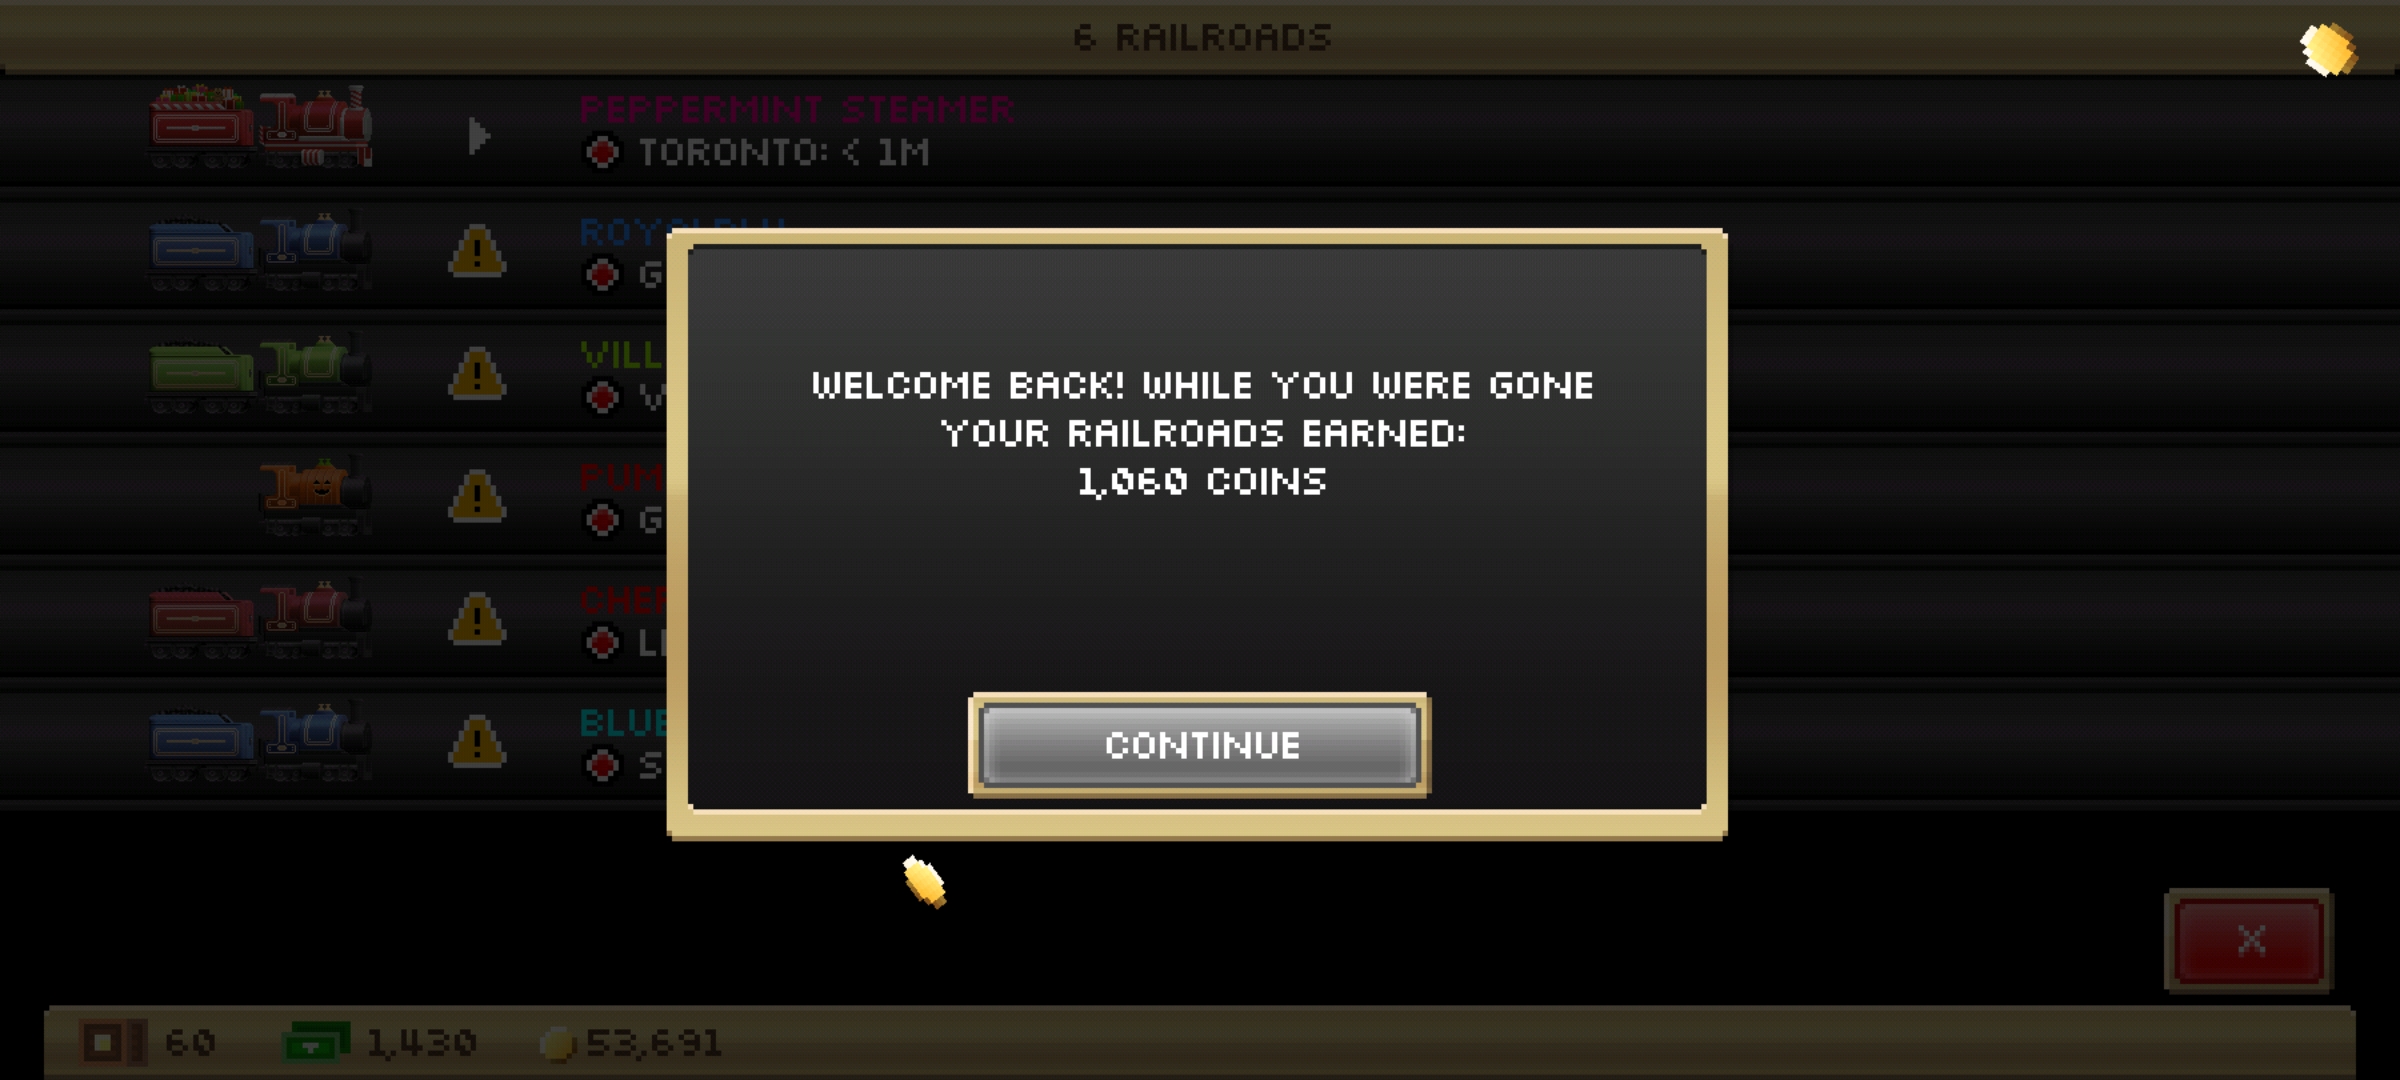 6 RAILROADS
PEPPERMINT STEAMER
TORONTO: < 1M
WELCOME BACK! WHILE YOU WERE GONE
YOUR RAILROADS EARNED:
1,060 COINS
CONTINUE
X
60 1,430 53,691